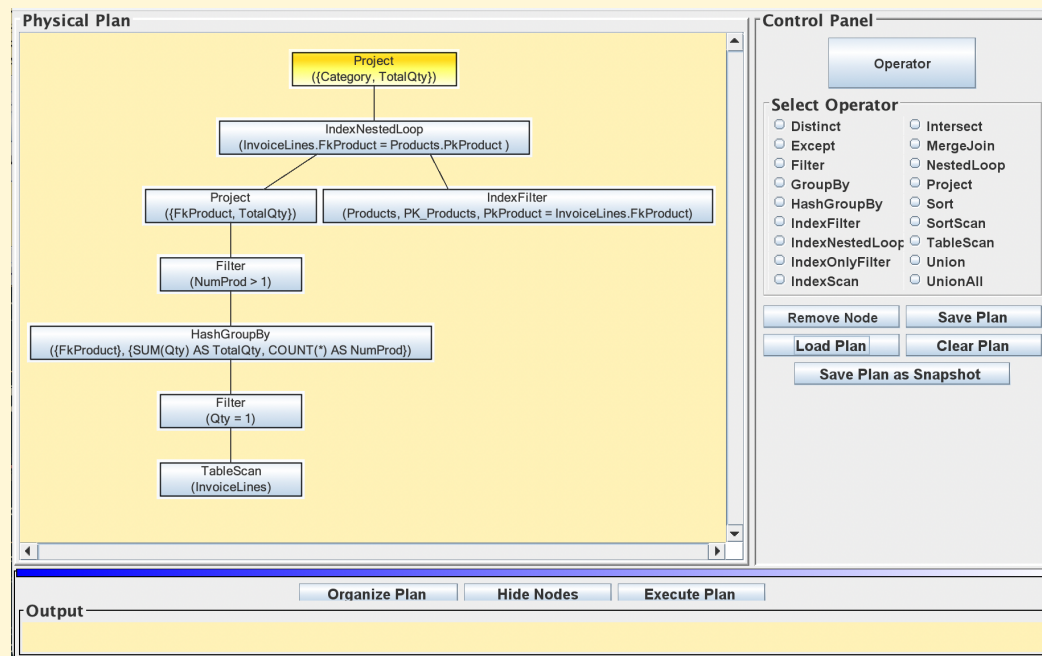 Physical Plan
Project
({Category, TotalQty})
IndexNestedLoop
(InvoiceLines.FkProduct = Products.PkProduct )
Project
({FkProduct, TotalQty})
IndexFilter
(Products, PK_Products, PkProduct = InvoiceLines.FkProduct)
Filter
(NumProd > 1)
HashGroupBy
({FkProduct}, {SUM(Qty) AS TotalQty, COUNT(*) AS NumProd})
Filter
(Qty = 1)
TableScan
(InvoiceLines)
Control Panel
Operator
Select Operator
Distinct
Intersect
Except
MergeJoin
Filter
NestedLoop
GroupBy
Project
HashGroupBy
Sort
IndexFilter
SortScan
IndexNestedLoop
TableScan
IndexOnlyFilter
Union
IndexScan
UnionAll
Remove Node
Save Plan
Load Plan
Clear Plan
Save Plan as Snapshot
Organize Plan
Hide Nodes
Execute Plan
Output